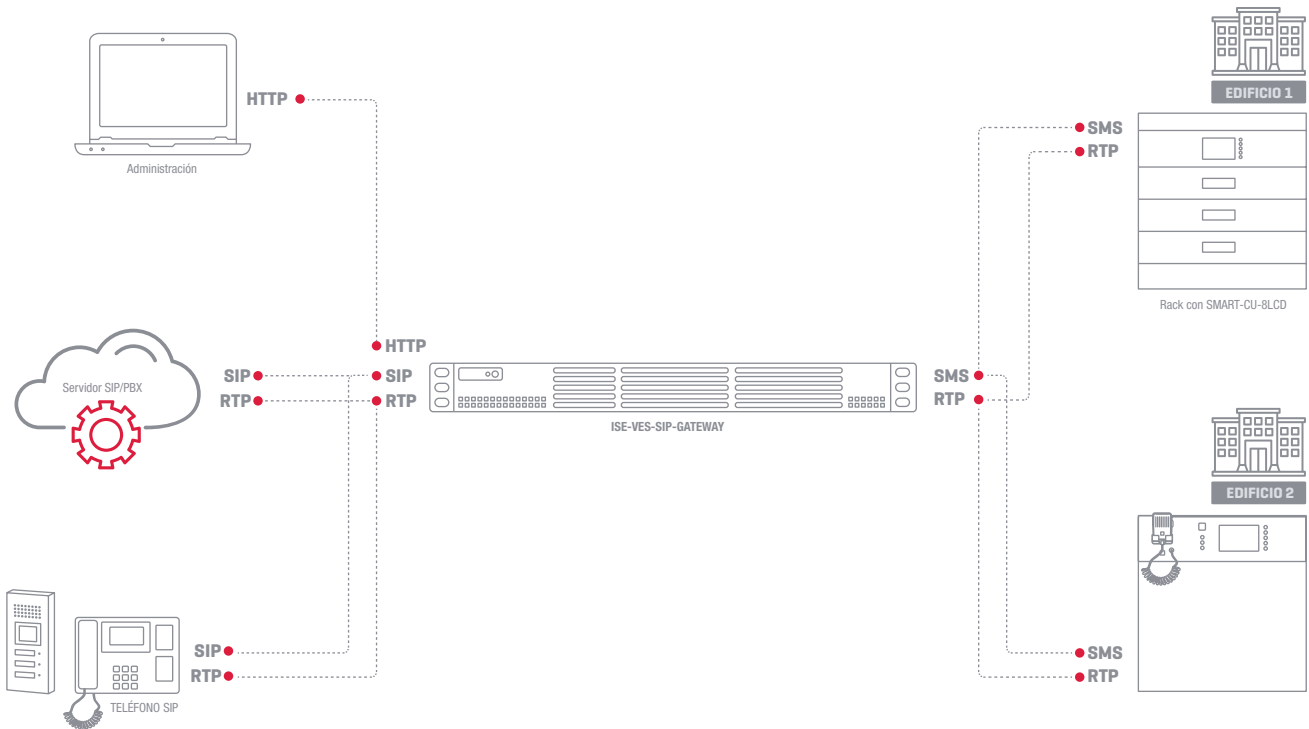 HTTP
Administración
EDIFICIO 1
SMS
RTP
Rack con SMART-CU-8LCD
HTTP
Servidor SIP/PBX
SIP
RTP
SIP
RTP
ISE-VES-SIP-GATEWAY
SMS
RTP
EDIFICIO 2
SIP
RTP
TELÉFONO SIP
SMS
RTP